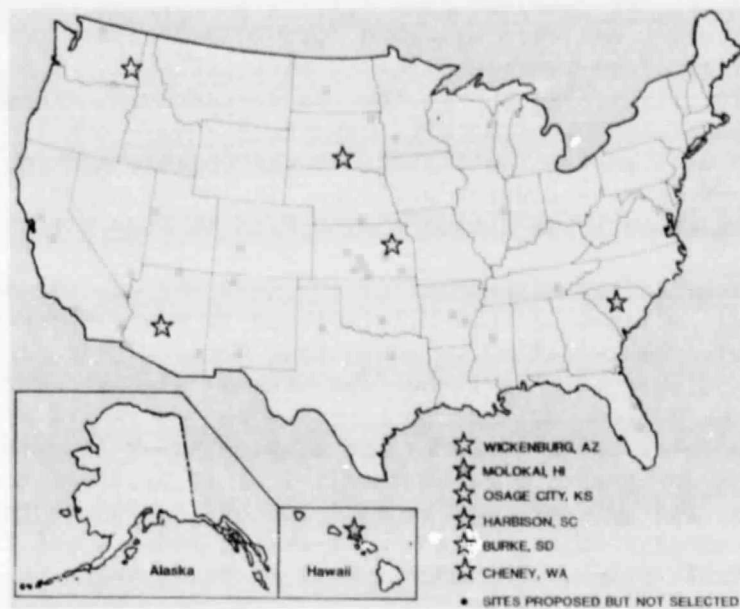 WICKENBURG, AZ
MOLOKAI, HI
OSAGE CITY, KS
HARBISON, SC
BURKE, SD
CHENEY, WA
SITES PROPOSED BUT NOT SELECTED
Alaska
Hawaii